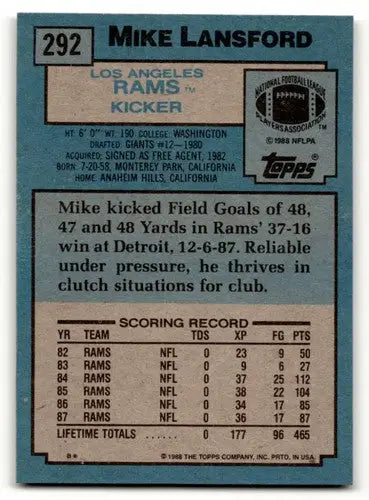 292 MIKE LANSFORD
LOS ANGELES
RAMS™
KICKER
NATIONAL FOOTBALL LEAGUE
PLAYERS ASSOCIATION
© 1988 NFLPA
topps®
HT: 6' 0" WT: 190 COLLEGE: WASHINGTON
DRAFTED: GIANTS #12-1980
ACQUIRED: SIGNED AS FREE AGENT, 1982
BORN: 7-20-58, MONTEREY PARK, CALIFORNIA
HOME: ANAHEIM HILLS, CALIFORNIA
Mike kicked Field Goals of 48,
47 and 48 Yards in Rams' 37-16
win at Detroit, 12-6-87. Reliable
under pressure, he thrives in
clutch situations for club.
SCORING RECORD
YR TEAM TDS XP FG PTS
82 RAMS NFL 0 23 9 50
83 RAMS NFL 0 9 6 27
84 RAMS NFL 0 37 25 112
85 RAMS NFL 0 38 22 104
86 RAMS NFL 0 34 17 85
87 RAMS NFL 0 36 17 87
LIFETIME TOTALS ...... 0 177 96 465
B* © 1988 THE TOPPS COMPANY, INC. PRTD. IN USA